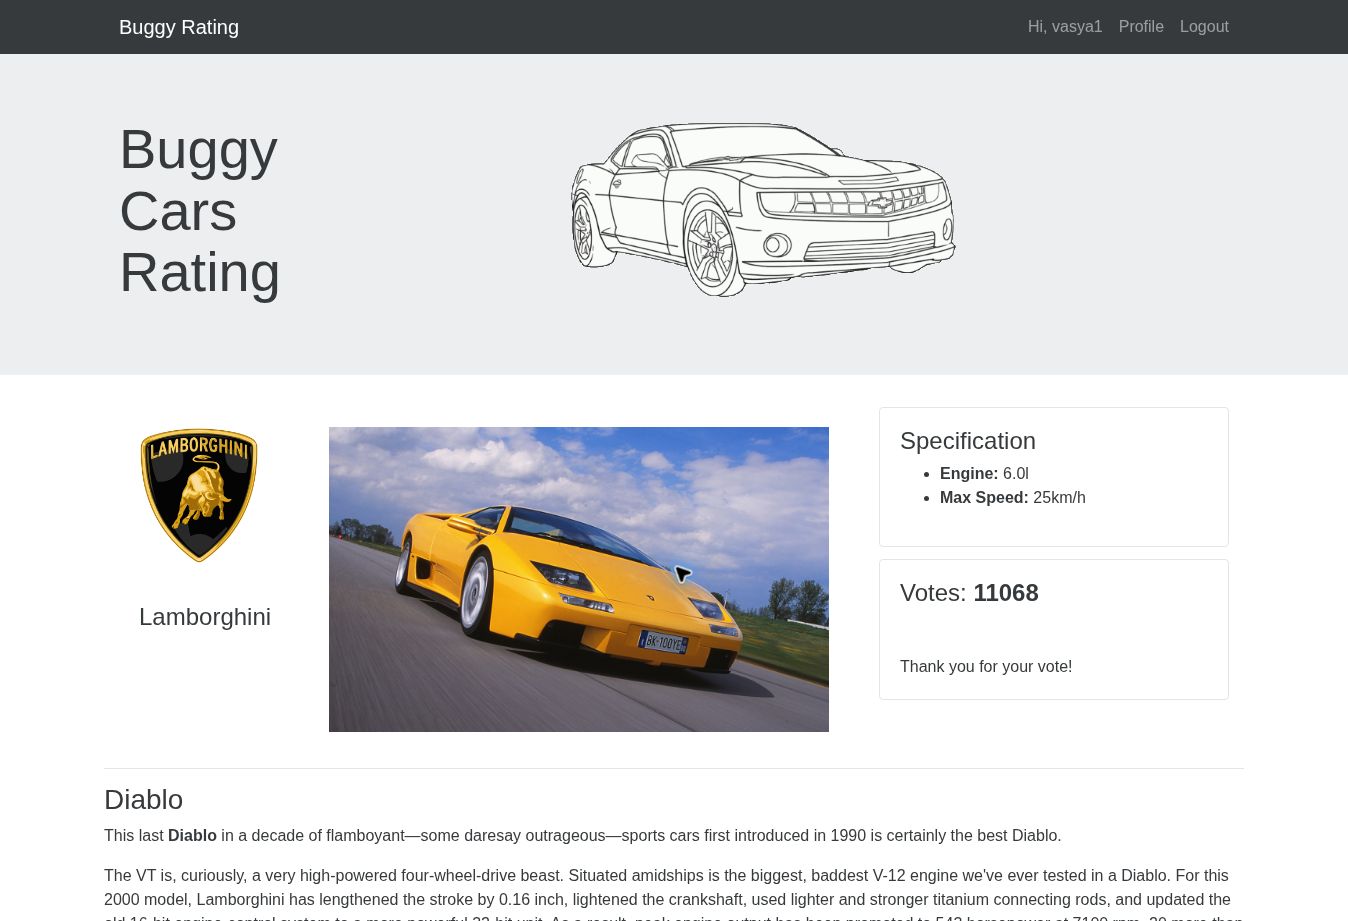 Buggy Rating
Hi, vasya1
Profile
Logout
Buggy
Cars
Rating
LAMBORGHINI
Lamborghini
Specification
Engine: 6.0l
Max Speed: 25km/h
Votes: 11068
Thank you for your vote!
Diablo
This last Diablo in a decade of flamboyant—some daresay outrageous—sports cars first introduced in 1990 is certainly the best Diablo.
The VT is, curiously, a very high-powered four-wheel-drive beast. Situated amidships is the biggest, baddest V-12 engine we've ever tested in a Diablo. For this
2000 model, Lamborghini has lengthened the stroke by 0.16 inch, lightened the crankshaft, used lighter and stronger titanium connecting rods, and updated the